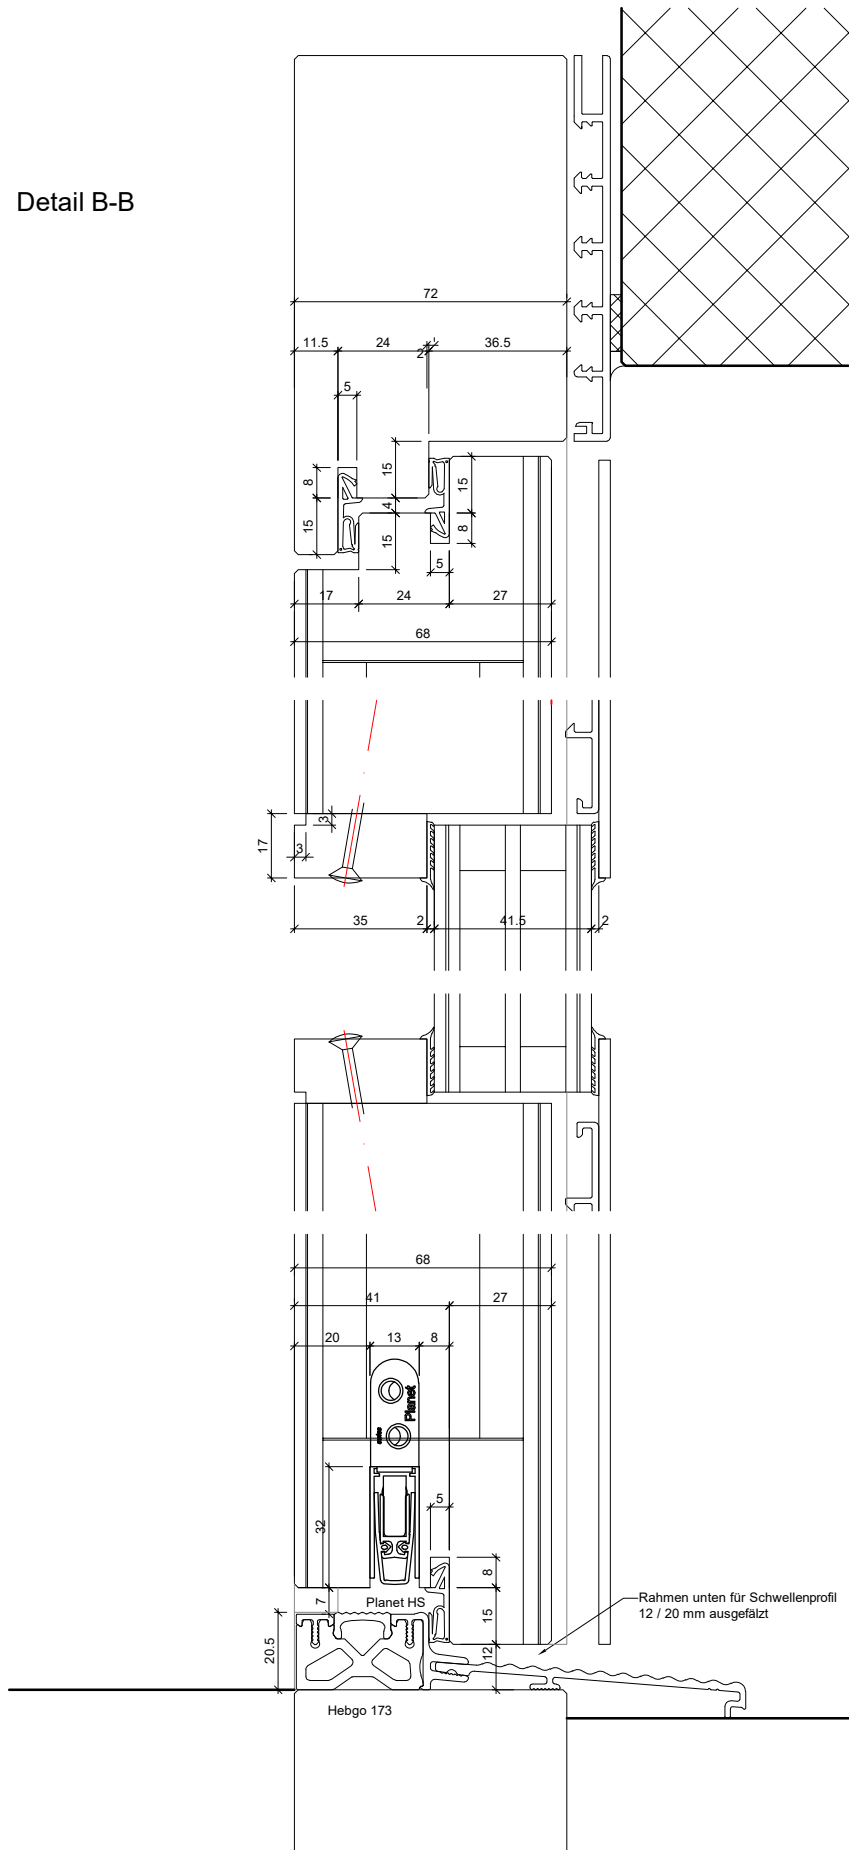 Detail B-B
72
11.5 24 2 36.5
5
8
15
15
4
15
15
8
5
17 24 27
68
3
17
3
35 2 41.5 2
68
41 27
20 13 8
Planet
swiss
5
32
8
7
Planet HS
15
Rahmen unten für Schwellenprofil
12 / 20 mm ausgefälzt
20.5
12
Hebgo 173